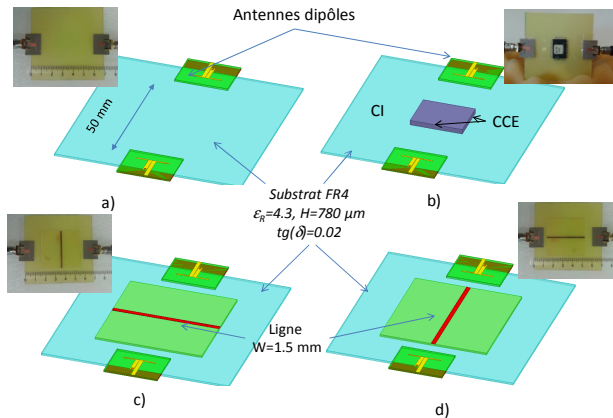 Antennes dipôles
50 mm
CI
CCE
a)
b)
Substrat FR4
εR=4.3, H=780 µm
tg(δ)=0.02
Ligne
W=1.5 mm
c)
d)